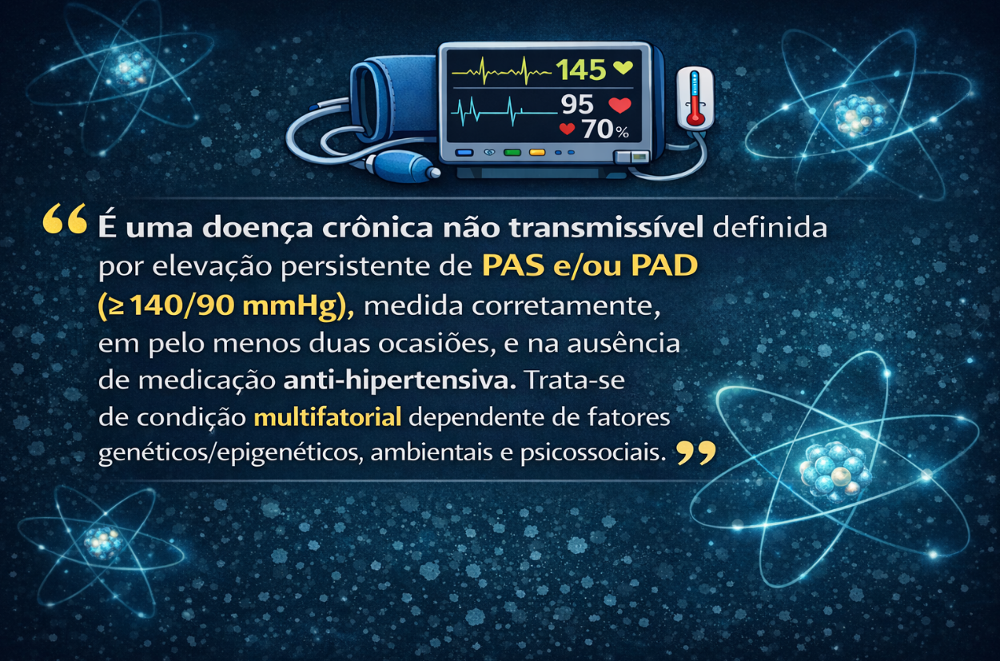 145
95
70%
“É uma doença crônica não transmissível definida
por elevação persistente de PAS e/ou PAD
(≥ 140/90 mmHg), medida corretamente,
em pelo menos duas ocasiões, e na ausência
de medicação anti-hipertensiva. Trata-se
de condição multifatorial dependente de fatores
genéticos/epigenéticos, ambientais e psicossociais.”